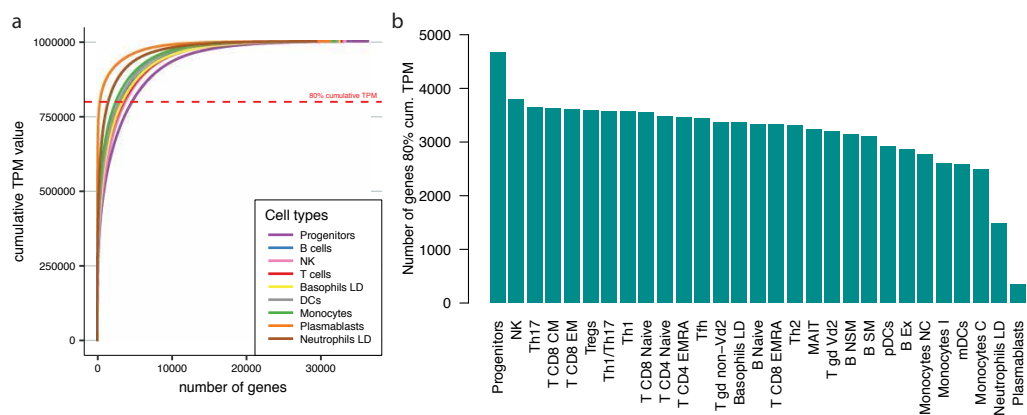 a
cumulative TPM value
1000000
750000
500000
250000
0
80% cumulative TPM
Cell types
Progenitors
B cells
NK
T cells
Basophils LD
DCs
Monocytes
Plasmablasts
Neutrophils LD
0
10000
20000
30000
number of genes
b
Number of genes 80% cum. TPM
5000
4000
3000
2000
1000
0
Progenitors
NK
Th17
T CD8 CM
T CD8 EM
Tregs
Th1/Th17
Th1
T CD8 Naive
T CD4 Naive
T CD4 EMRA
Tfh
T gd non-Vd2
Basophils LD
B Naive
T CD8 EMRA
Th2
MAIT
T gd Vd2
B NSM
B SM
pDCs
B Ex
Monocytes NC
Monocytes I
mDCs
Monocytes C
Neutrophils LD
Plasmablasts